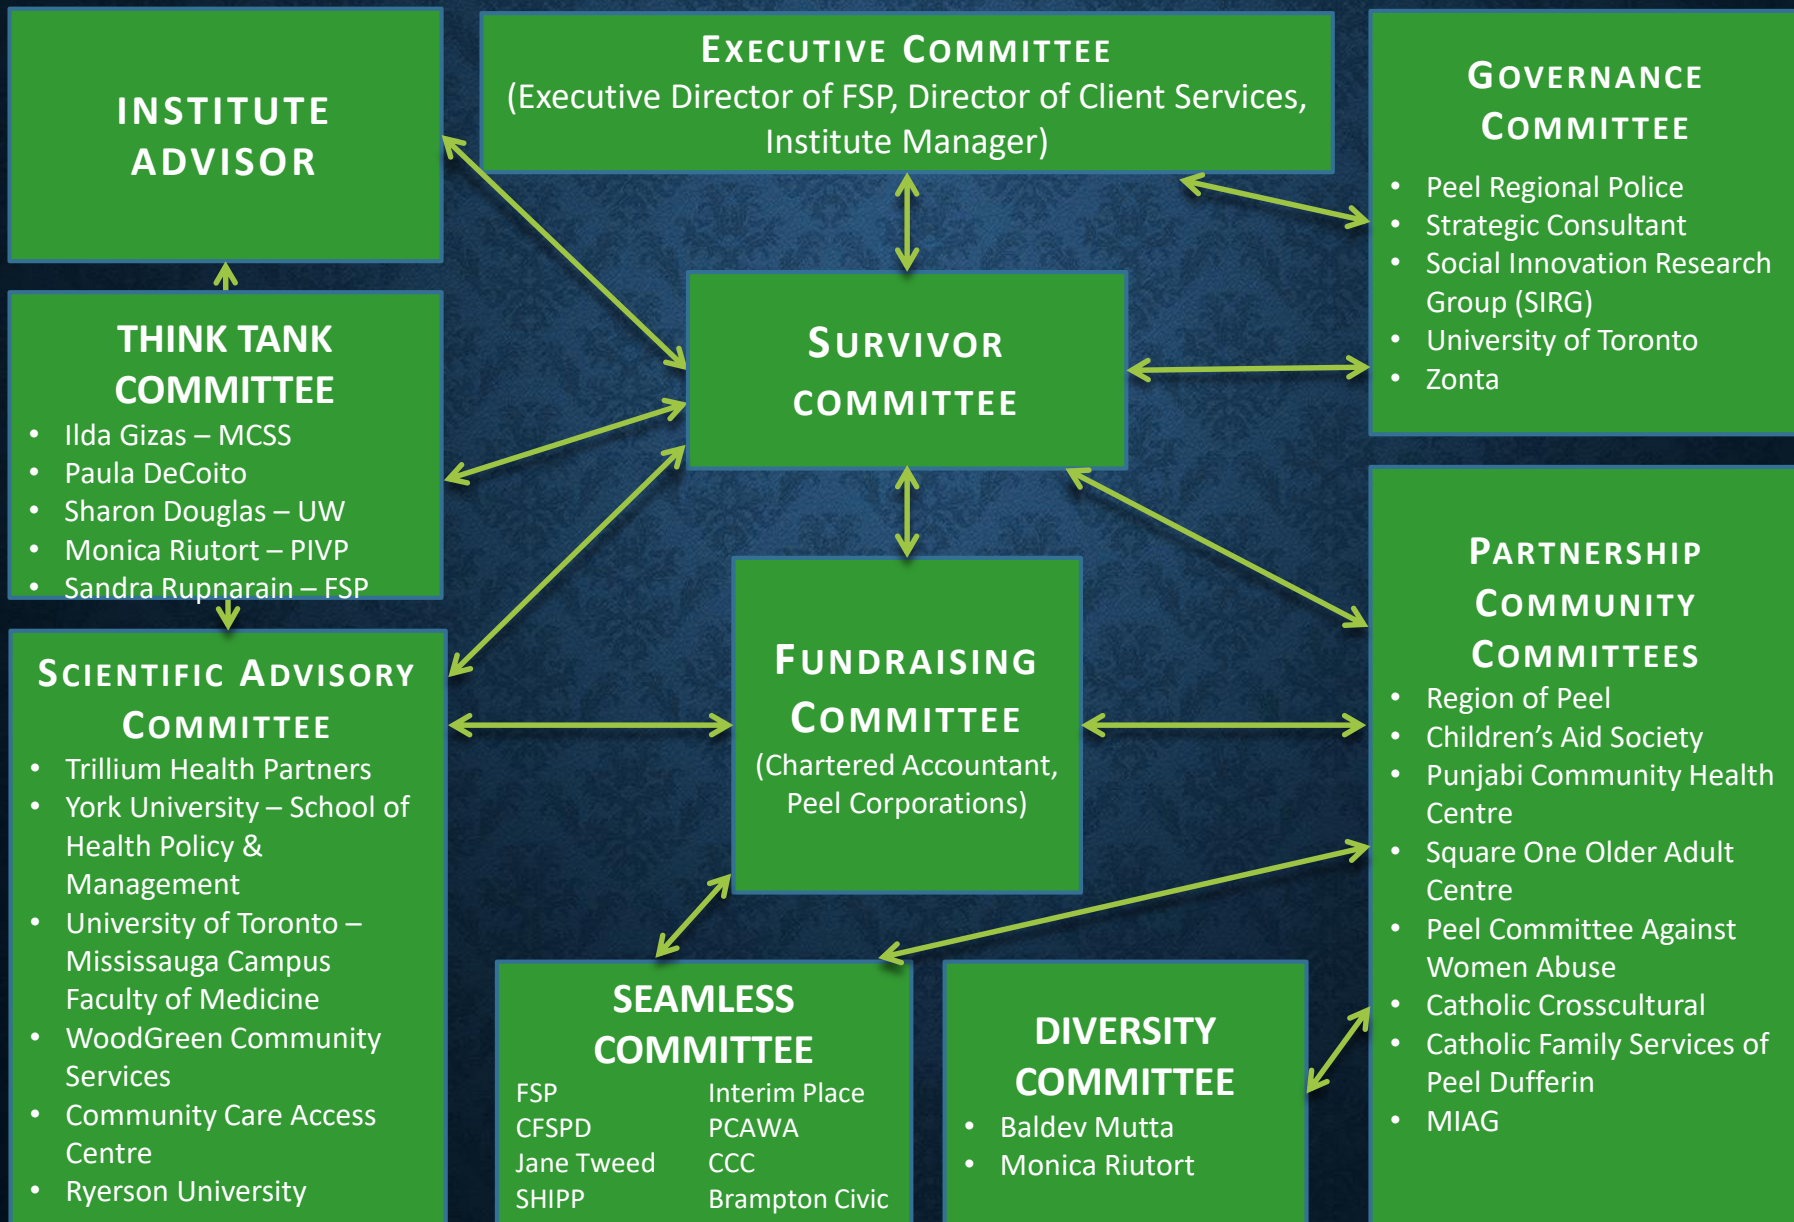 INSTITUTE
ADVISOR
EXECUTIVE COMMITTEE
(Executive Director of FSP, Director of Client Services,
Institute Manager)
GOVERNANCE
COMMITTEE
• Peel Regional Police
• Strategic Consultant
• Social Innovation Research
Group (SIRG)
• University of Toronto
• Zonta
THINK TANK
COMMITTEE
• Ilda Gizas – MCSS
• Paula DeCoito
• Sharon Douglas – UW
• Monica Riutort – PIVP
• Sandra Rupnarain – FSP
SURVIVOR
COMMITTEE
SCIENTIFIC ADVISORY
COMMITTEE
• Trillium Health Partners
• York University – School of
Health Policy &
Management
• University of Toronto –
Mississauga Campus
Faculty of Medicine
• WoodGreen Community
Services
• Community Care Access
Centre
• Ryerson University
FUNDRAISING
COMMITTEE
(Chartered Accountant,
Peel Corporations)
PARTNERSHIP
COMMUNITY
COMMITTEES
• Region of Peel
• Children’s Aid Society
• Punjabi Community Health
Centre
• Square One Older Adult
Centre
• Peel Committee Against
Women Abuse
• Catholic Crosscultural
• Catholic Family Services of
Peel Dufferin
• MIAG
SEAMLESS
COMMITTEE
FSP Interim Place
CFSPD PCAWA
Jane Tweed CCC
SHIPP Brampton Civic
DIVERSITY
COMMITTEE
• Baldev Mutta
• Monica Riutort